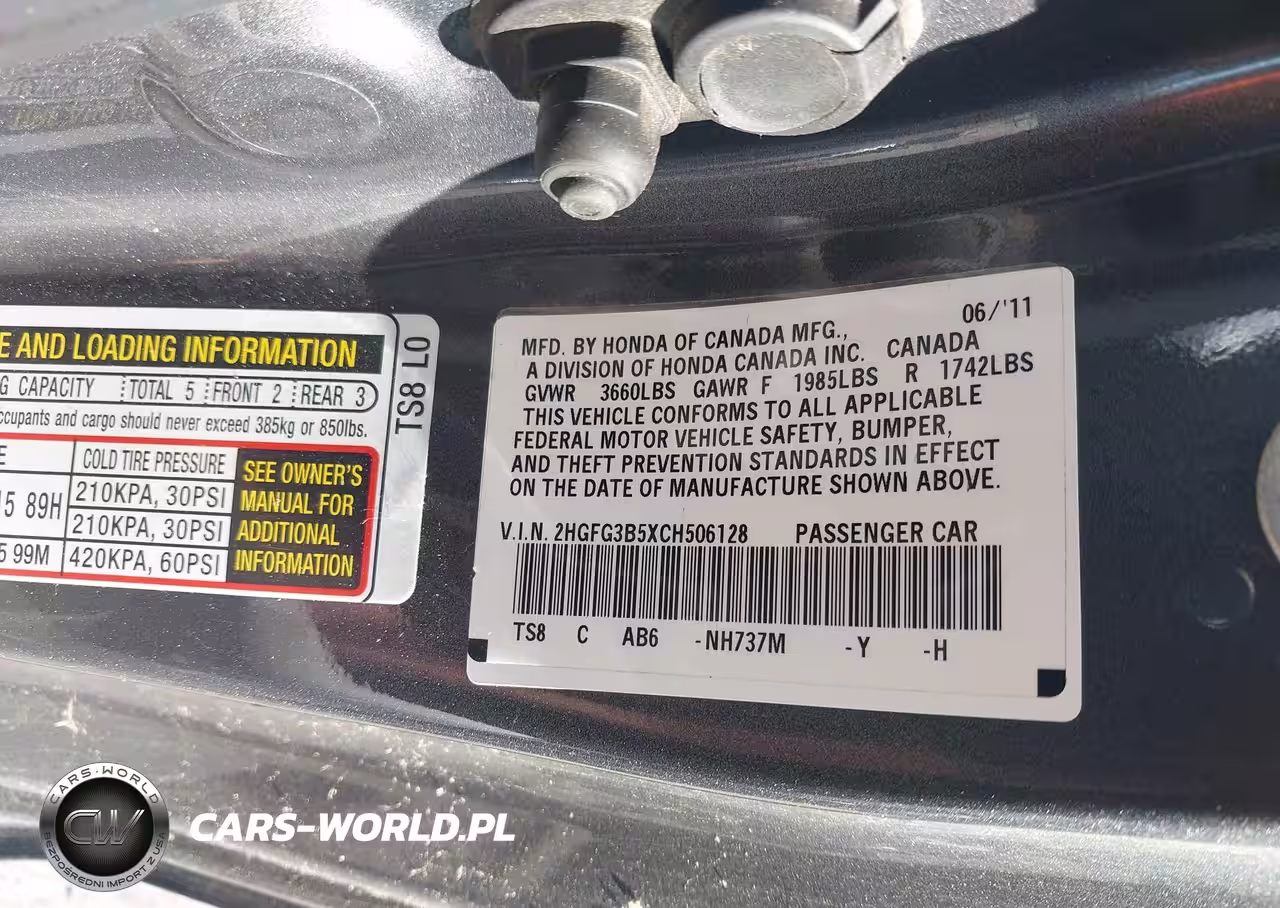 E AND LOADING INFORMATION
G CAPACITY TOTAL 5 FRONT 2 REAR 3
ccupants and cargo should never exceed 385kg or 850lbs.
E COLD TIRE PRESSURE
15 89H 210KPA, 30PSI
210KPA, 30PSI
5 99M 420KPA, 60PSI
SEE OWNER'S
MANUAL FOR
ADDITIONAL
INFORMATION
TS8 L0
06/'11
MFD. BY HONDA OF CANADA MFG.,
A DIVISION OF HONDA CANADA INC. CANADA
GVWR 3660LBS GAWR F 1985LBS R 1742LBS
THIS VEHICLE CONFORMS TO ALL APPLICABLE
FEDERAL MOTOR VEHICLE SAFETY, BUMPER,
AND THEFT PREVENTION STANDARDS IN EFFECT
ON THE DATE OF MANUFACTURE SHOWN ABOVE.
V.I.N. 2HGFG3B5XCH506128 PASSENGER CAR
TS8 C AB6 -NH737M -Y -H
CARS-WORLD
CW
BEZPOŚREDNI IMPORT Z USA
CARS-WORLD.PL